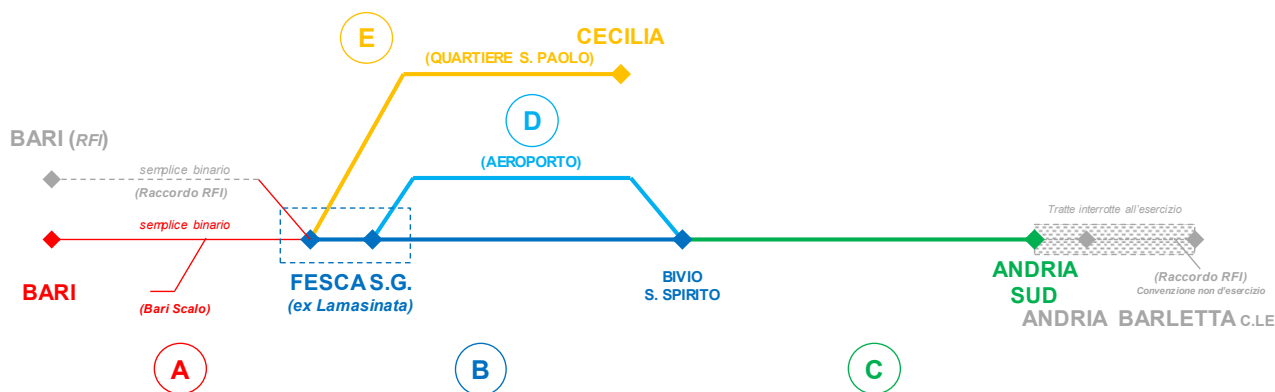 E
CECILIA
(QUARTIERE S. PAOLO)
D
(AEROPORTO)
BARI (RFI)
semplice binario
(Raccordo RFI)
semplice binario
BARI
(Bari Scalo)
FESCA S.G.
(ex Lamasinata)
BIVIO
S. SPIRITO
Tratte interrotte all'esercizio
ANDRIA
SUD
(Raccordo RFI)
Convenzione non d'esercizio
ANDRIA BARLETTA C.LE
A
B
C